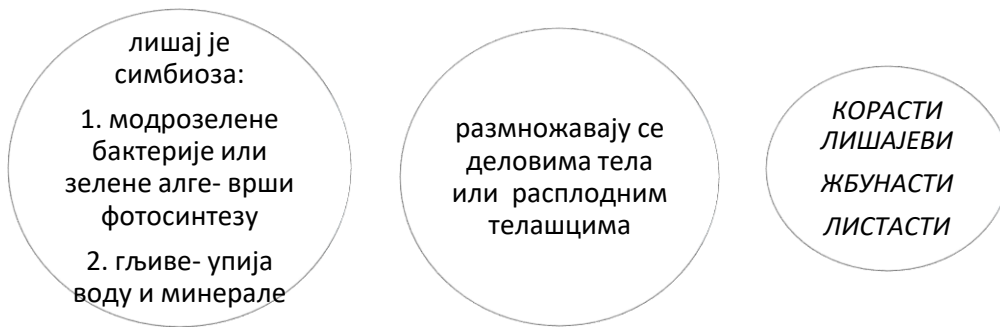 лишај је
симбиоза:
1. модрозелене
бактерије или
зелене алге- врши
фотосинтезу
2. гљиве- упија
воду и минерале
размножавају се
деловима тела
или расплодним
телашцима
КОРАСТИ
ЛИШАЈЕВИ
ЖБУНАСТИ
ЛИСТАСТИ